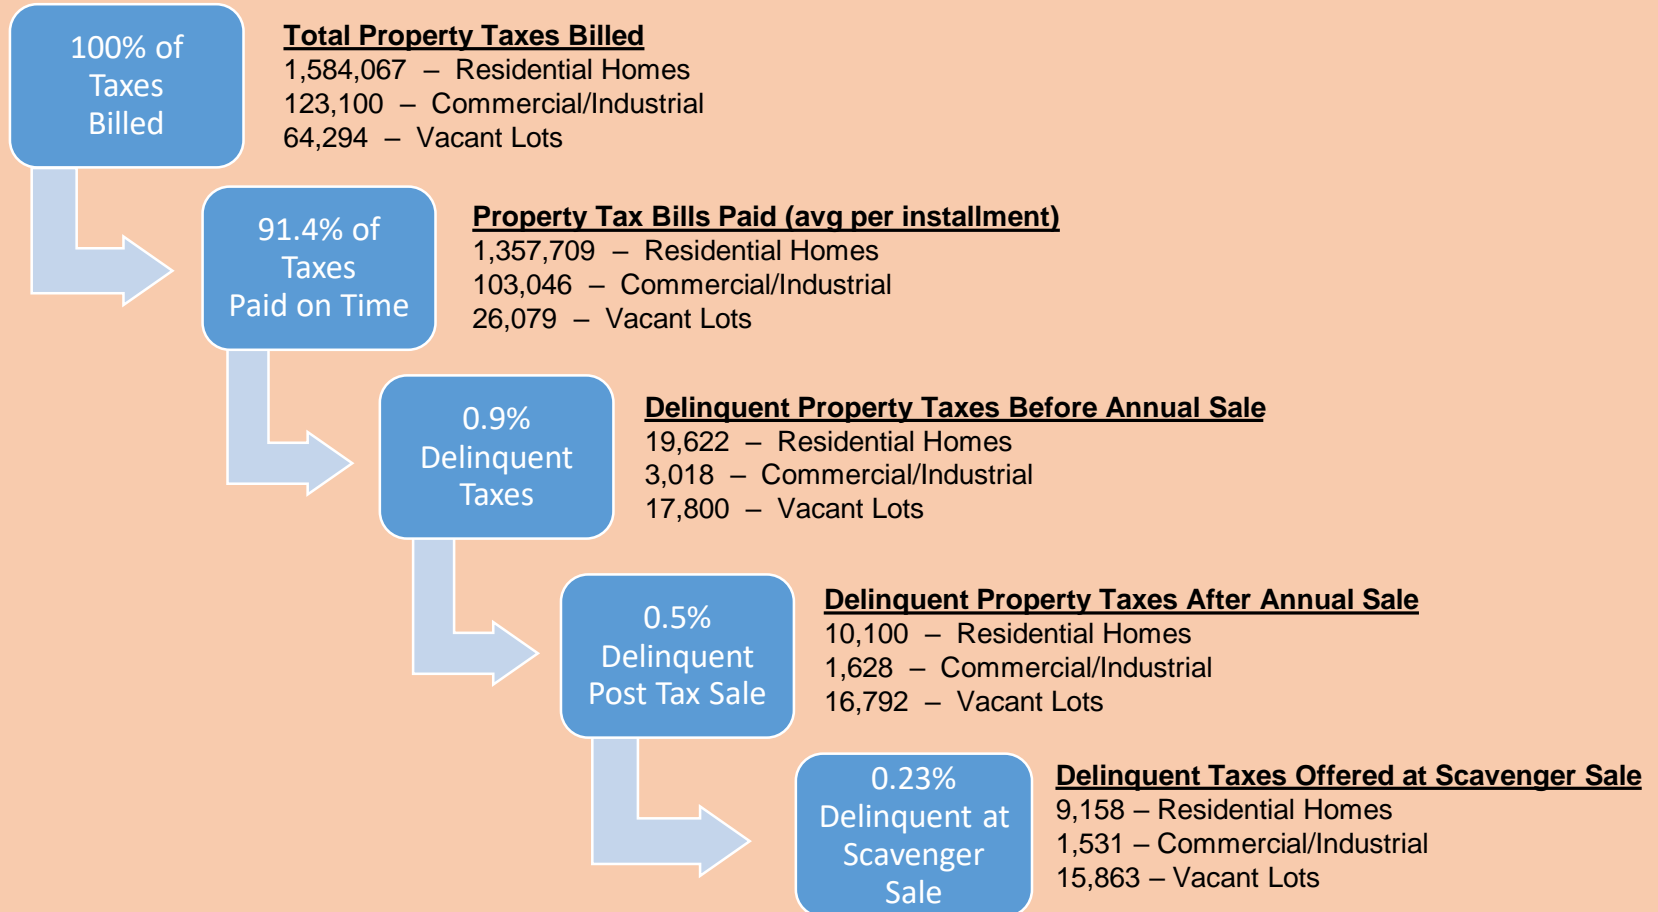 100% of
Taxes
Billed
Total Property Taxes Billed
1,584,067 – Residential Homes
123,100 – Commercial/Industrial
64,294 – Vacant Lots
91.4% of
Taxes
Paid on Time
Property Tax Bills Paid (avg per installment)
1,357,709 – Residential Homes
103,046 – Commercial/Industrial
26,079 – Vacant Lots
0.9%
Delinquent
Taxes
Delinquent Property Taxes Before Annual Sale
19,622 – Residential Homes
3,018 – Commercial/Industrial
17,800 – Vacant Lots
0.5%
Delinquent
Post Tax Sale
Delinquent Property Taxes After Annual Sale
10,100 – Residential Homes
1,628 – Commercial/Industrial
16,792 – Vacant Lots
0.23%
Delinquent at
Scavenger
Sale
Delinquent Taxes Offered at Scavenger Sale
9,158 – Residential Homes
1,531 – Commercial/Industrial
15,863 – Vacant Lots